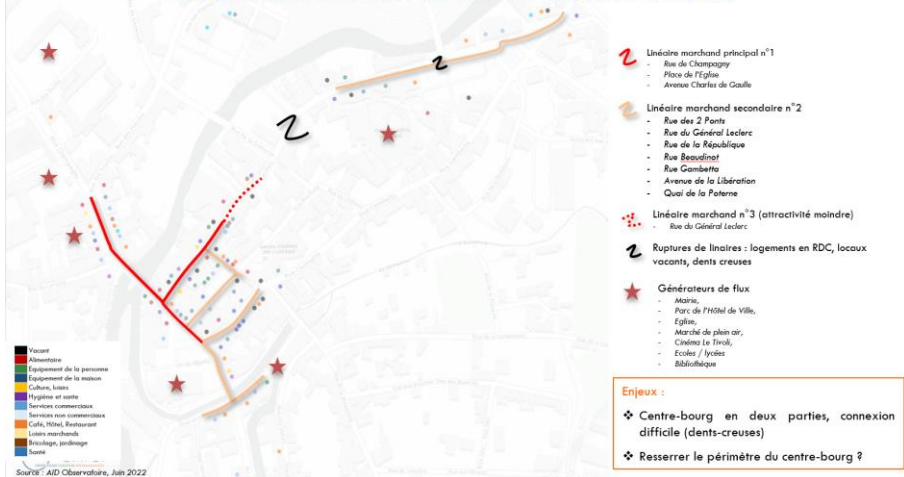 Linéaire marchand principal n°1
- Rue de Champagny
- Place de l'Eglise
- Avenue Charles de Gaulle
Linéaire marchand secondaire n°2
- Rue des 2 Ponts
- Rue du Général Leclerc
- Rue de la République
- Rue Beaudinot
- Rue Gambetta
- Avenue de la Libération
- Quai de la Poterne
Linéaire marchand n°3 (attractivité moindre)
- Rue du Général Leclerc
Ruptures de linaires : logements en RDC, locaux
vacants, dents creuses
Générateurs de flux
- Mairie,
- Parc de l'Hôtel de Ville,
- Eglise,
- Marché de plein air,
- Cinéma Le Tivoli,
- Ecoles / lycées
- Bibliothèque
Enjeux :
❖ Centre-bourg en deux parties, connexion
difficile (dents-creuses)
❖ Resserrer le périmètre du centre-bourg ?
Vacant
Alimentaire
Equipement de la personne
Equipement de la maison
Culture, loisirs
Hygiène et sante
Services commerciaux
Services non commerciaux
Café, Hôtel, Restaurant
Loisirs marchands
Bricolage, jardinage
Santé
Source : AID Observatoire, Juin 2022